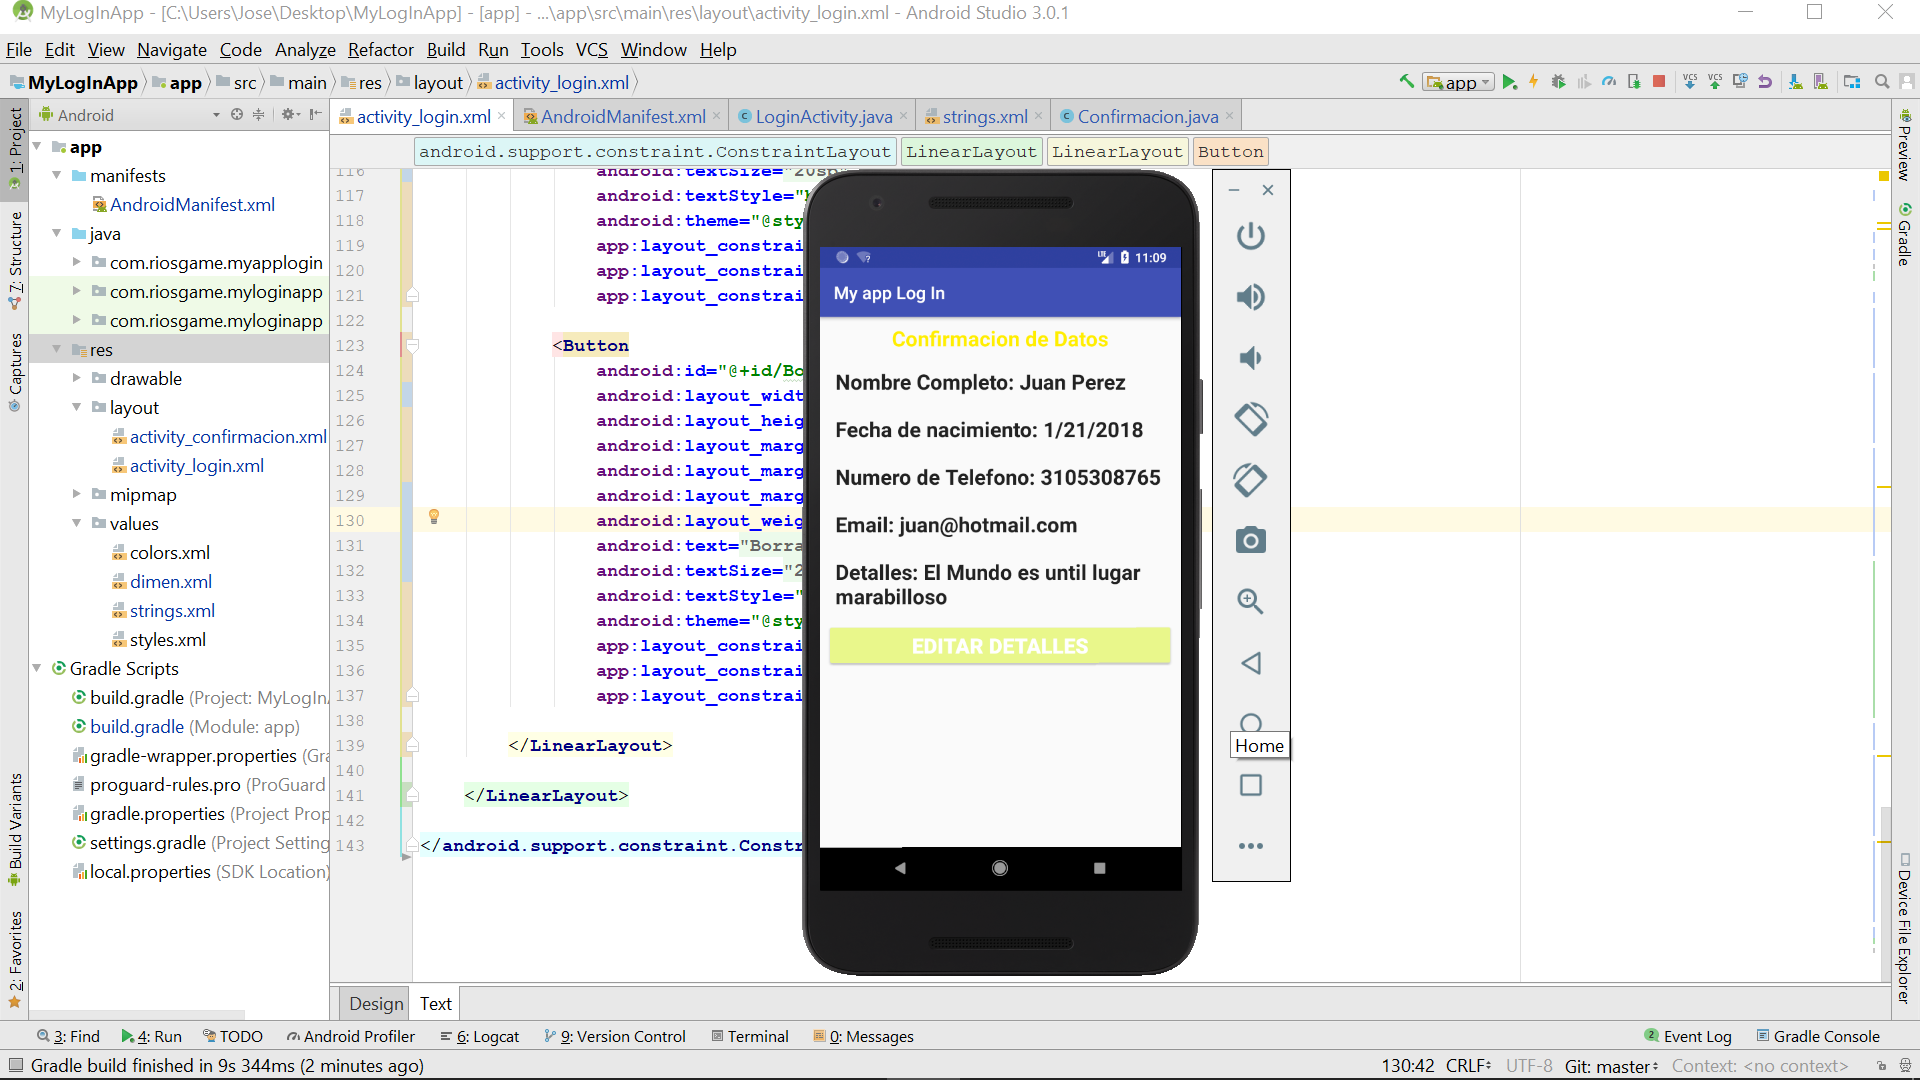 MyLogInApp - [C:\Users\Jose\Desktop\MyLogInApp] - [app] - ...\app\src\main\res\layout\activity_login.xml - Android Studio 3.0.1
File Edit View Navigate Code Analyze Refactor Build Run Tools VCS Window Help
MyLogInApp app src main res layout activity_login.xml
app
VCS VCS
Android
activity_login.xml AndroidManifest.xml LoginActivity.java strings.xml Confirmacion.java
android.support.constraint.ConstraintLayout LinearLayout LinearLayout Button
1: Project
7: Structure
Captures
Build Variants
2: Favorites
app
manifests
AndroidManifest.xml
java
com.riosgame.myapplogin
com.riosgame.myloginapp
com.riosgame.myloginapp
res
drawable
layout
activity_confirmacion.xml
activity_login.xml
mipmap
values
colors.xml
dimen.xml
strings.xml
styles.xml
Gradle Scripts
build.gradle (Project: MyLogInA
build.gradle (Module: app)
gradle-wrapper.properties (Gra
proguard-rules.pro (ProGuard
gradle.properties (Project Prop
settings.gradle (Project Setting
local.properties (SDK Location)
116 android:textSize="20sp"
117 android:textStyle="
118 android:theme="@sty
119 app:layout_constrai
120 app:layout_constrai
121 app:layout_constrai
122
123 <Button
124 android:id="@+id/Bo
125 android:layout_widt
126 android:layout_heig
127 android:layout_marg
128 android:layout_marg
129 android:layout_marg
130 android:layout_weig
131 android:text="Borra
132 android:textSize="2
133 android:textStyle="
134 android:theme="@sty
135 app:layout_constrai
136 app:layout_constrai
137 app:layout_constrai
138
139 </LinearLayout>
140
141 </LinearLayout>
142
143 </android.support.constraint.Constr
LTE 11:09
My app Log In
Confirmacion de Datos
Nombre Completo: Juan Perez
Fecha de nacimiento: 1/21/2018
Numero de Telefono: 3105308765
Email: juan@hotmail.com
Detalles: El Mundo es until lugar
marabilloso
EDITAR DETALLES
Home
Preview
Gradle
Device File Explorer
Design Text
3: Find 4: Run TODO Android Profiler 6: Logcat 9: Version Control Terminal 0: Messages 2 Event Log Gradle Console
Gradle build finished in 9s 344ms (2 minutes ago) 130:42 CRLF UTF-8 Git: master Context: <no context>